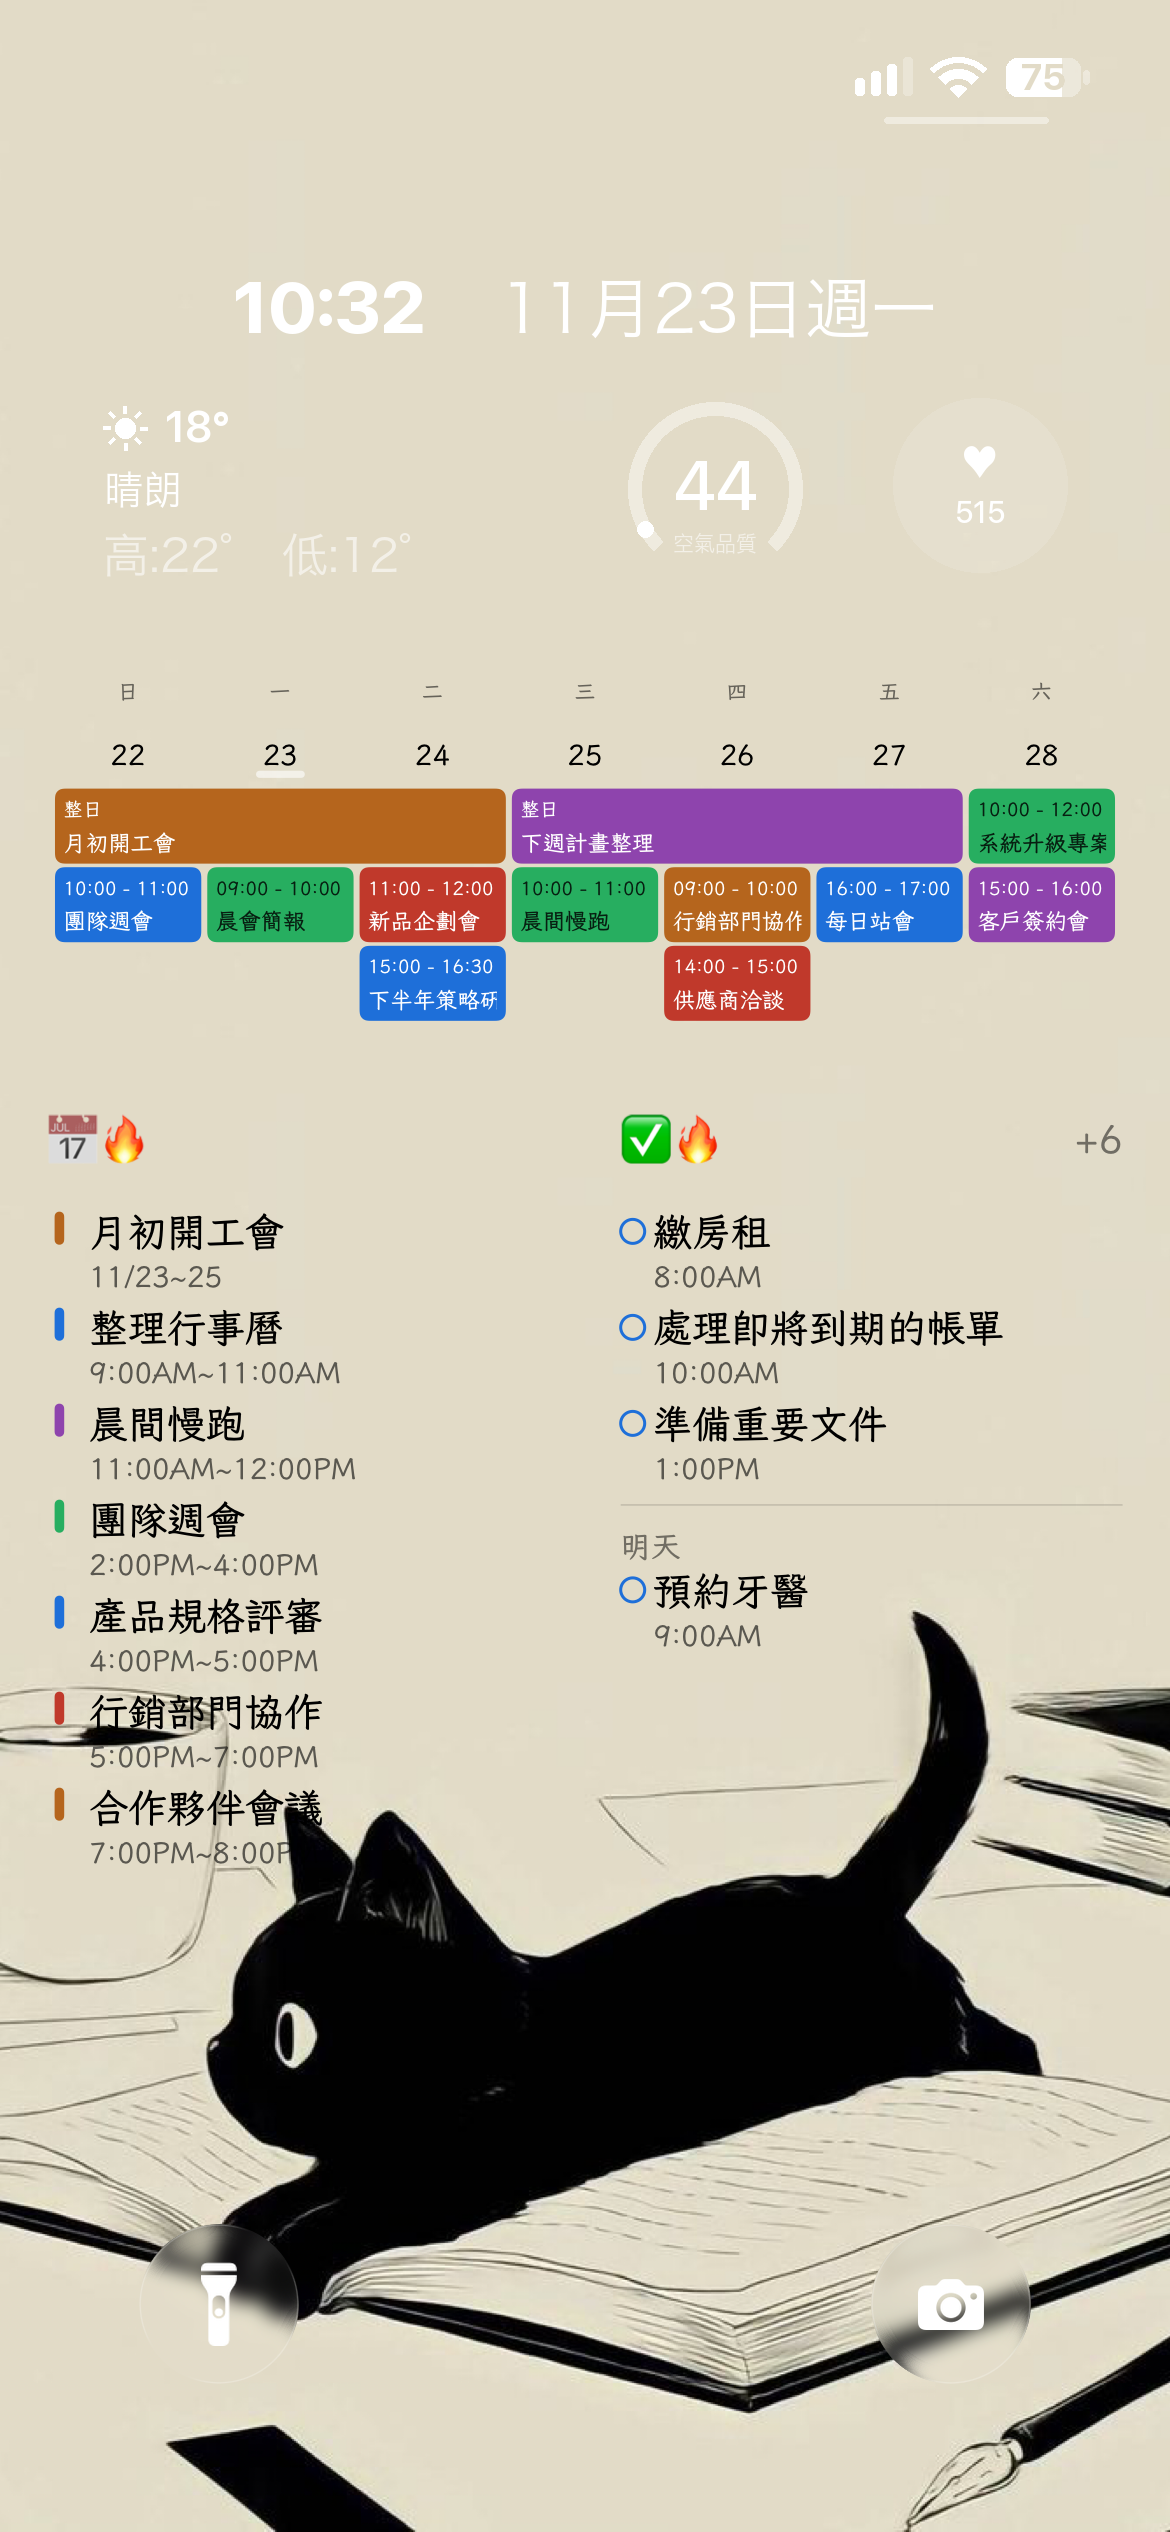 75
10:32 11月23日週一
18°
晴朗
高:22° 低:12°
44
空氣品質
515
日 一 二 三 四 五 六
22 23 24 25 26 27 28
整日
月初開工會
整日
下週計畫整理
10:00 - 12:00
系統升級專案
10:00 - 11:00
團隊週會
09:00 - 10:00
晨會簡報
11:00 - 12:00
新品企劃會
10:00 - 11:00
晨間慢跑
09:00 - 10:00
行銷部門協作
16:00 - 17:00
每日站會
15:00 - 16:00
客戶簽約會
15:00 - 16:30
下半年策略研
14:00 - 15:00
供應商洽談
JUL
17
月初開工會
11/23~25
整理行事曆
9:00AM~11:00AM
晨間慢跑
11:00AM~12:00PM
團隊週會
2:00PM~4:00PM
產品規格評審
4:00PM~5:00PM
行銷部門協作
5:00PM~7:00PM
合作夥伴會議
7:00PM~8:00P
+6
繳房租
8:00AM
處理即將到期的帳單
10:00AM
準備重要文件
1:00PM
明天
預約牙醫
9:00AM